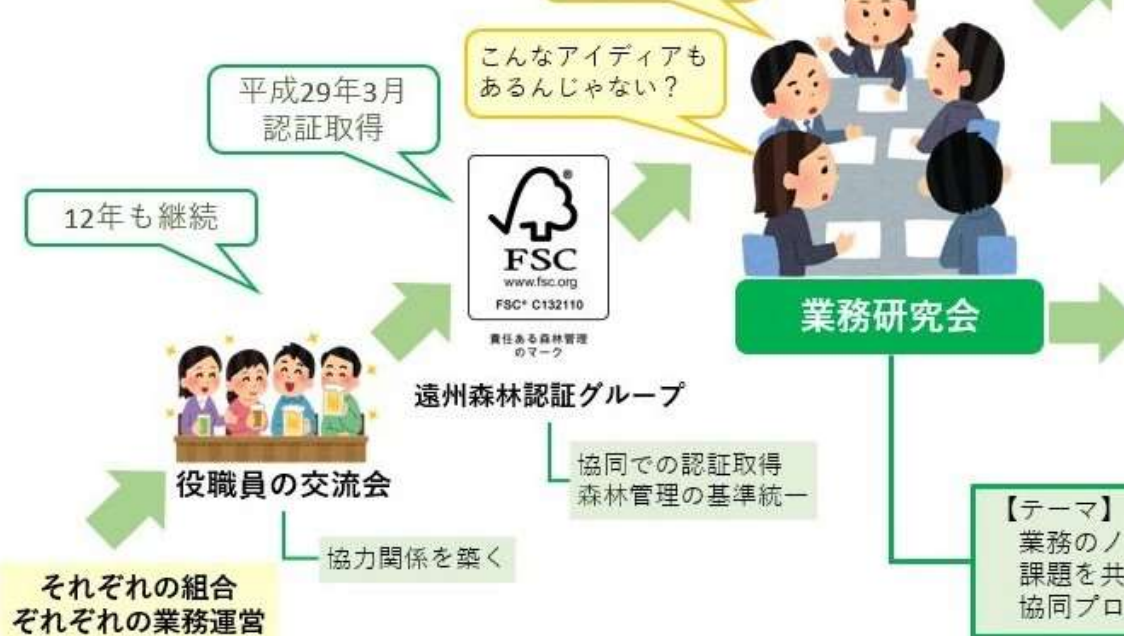 こんなアイディアも
あるんじゃない？
平成29年3月
認証取得
12年も継続
FSC
www.fsc.org
FSC® C132110
責任ある森林管理
のマーク
遠州森林認証グループ
協同での認証取得
森林管理の基準統一
業務研究会
役職員の交流会
協力関係を築く
それぞれの組合
ぞれぞれの業務運営
【テーマ】
業務のノ
課題を共
協同プロ